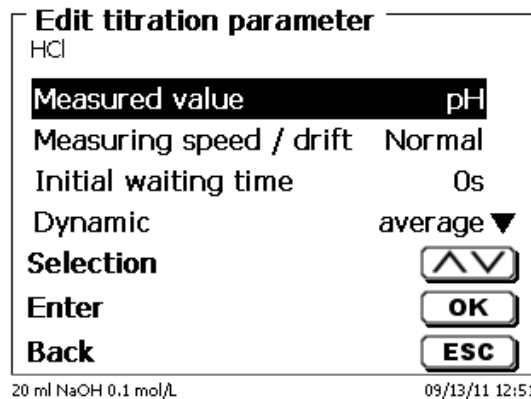 Edit titration parameter
HCl
Measured value pH
Measuring speed / drift Normal
Initial waiting time 0s
Dynamic average ▼
Selection
Enter OK
Back ESC
20 ml NaOH 0.1 mol/L 09/13/11 12:51